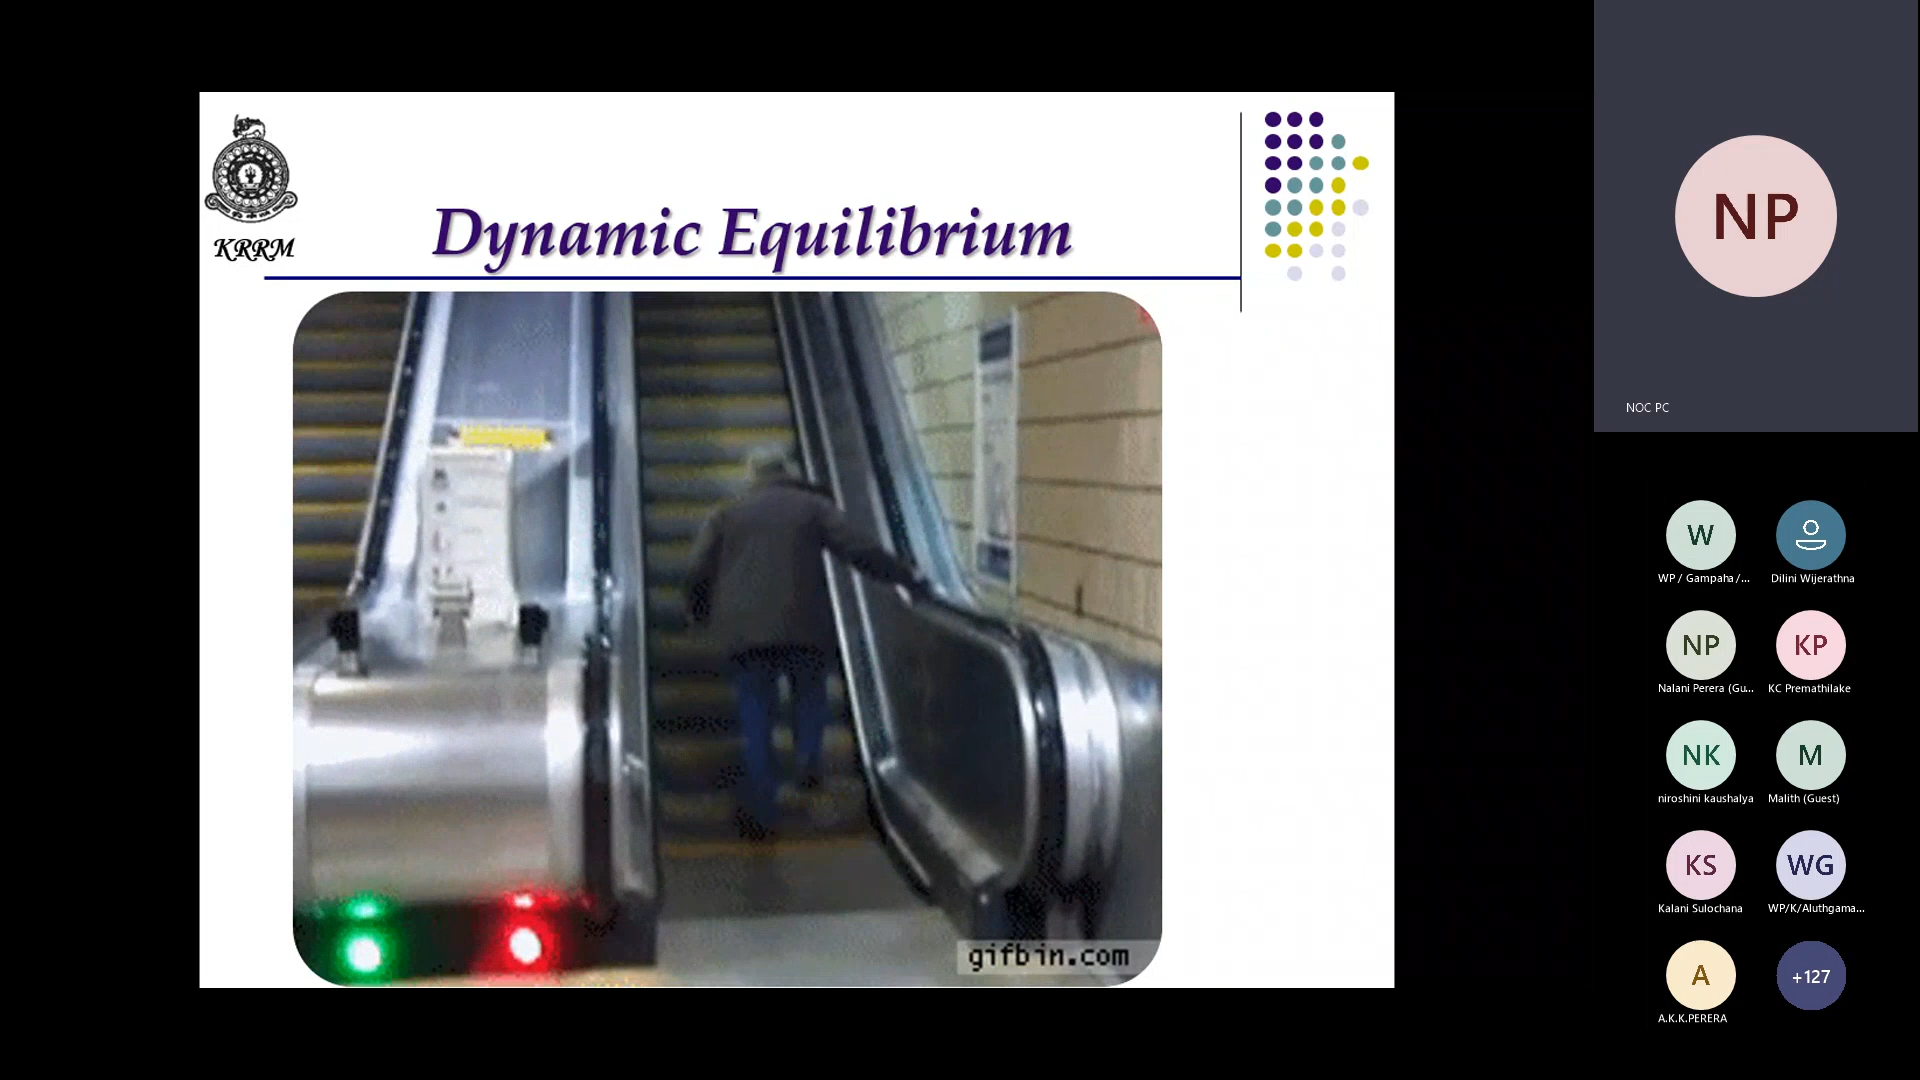 KRRM
Dynamic Equilibrium
gifbin.com
NP
NOC PC
W
WP / Gampaha /...
Dilini Wijerathna
NP
Nalani Perera (Gu...
KP
KC Premathilake
NK
niroshini kaushalya
M
Malith (Guest)
KS
Kalani Sulochana
WG
WP/K/Aluthgama...
A
A.K.K.PERERA
+127